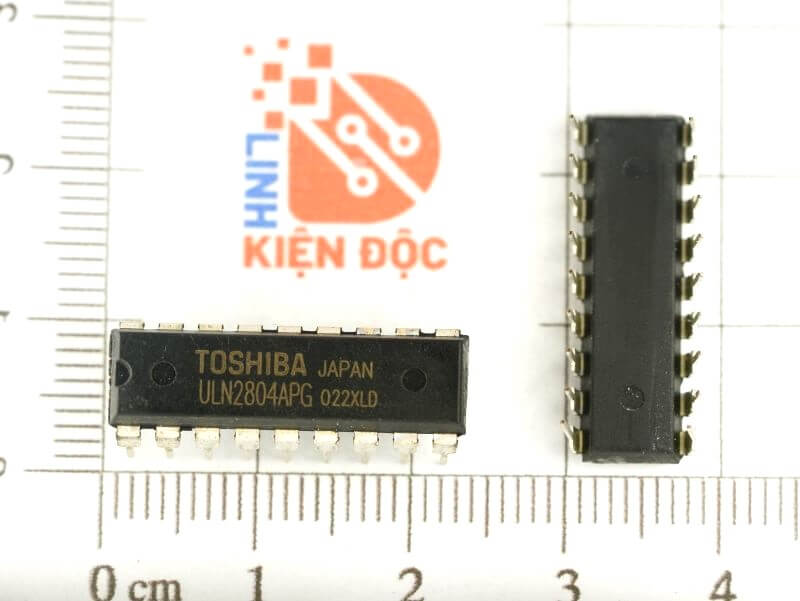 LINH
KIỆN ĐỘC
TOSHIBA JAPAN
ULN2804APG 022XLD
0 cm 1 2 3 4